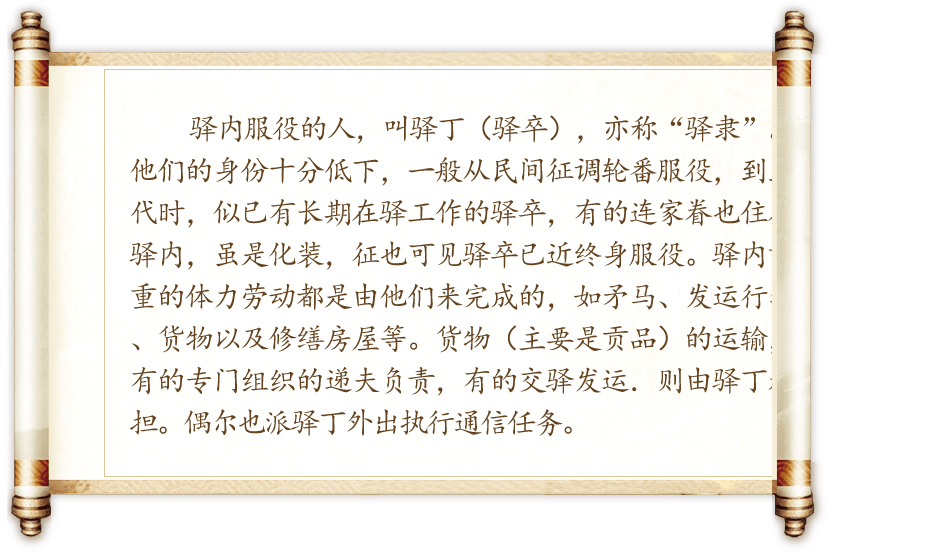 驿内服役的人，叫驿丁（驿卒），亦称“驿隶”。
他们的身份十分低下，一般从民间征调轮番服役，到
代时，似已有长期在驿工作的驿卒，有的连家眷也住
驿内，虽是化装，征也可见驿卒已近终身服役。驿内
重的体力劳动都是由他们来完成的，如矛马、发运行
、货物以及修缮房屋等。货物（主要是贡品）的运输，
有的专门组织的递夫负责，有的交驿发运．则由驿丁
担。偶尔也派驿丁外出执行通信任务。